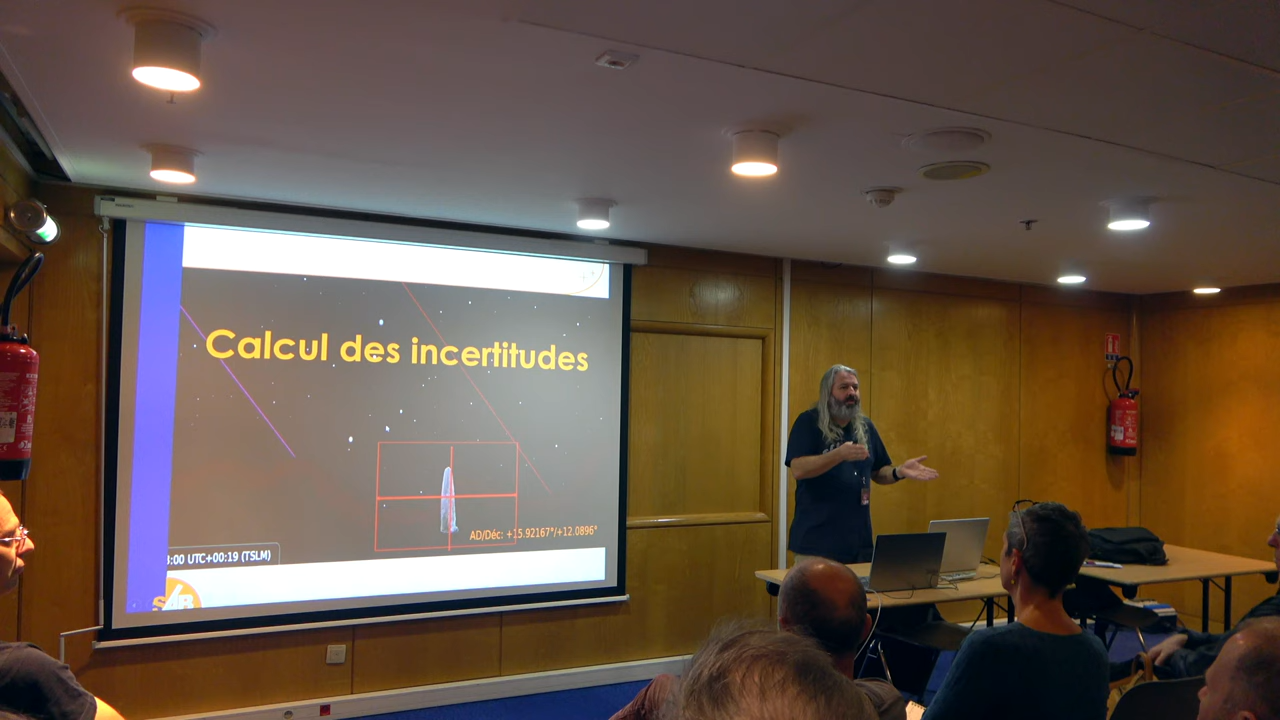 Calcul des incertitudes
AD/Déc: +15.92167°/+12.0896°
:00 UTC+00:19 (TSLM)